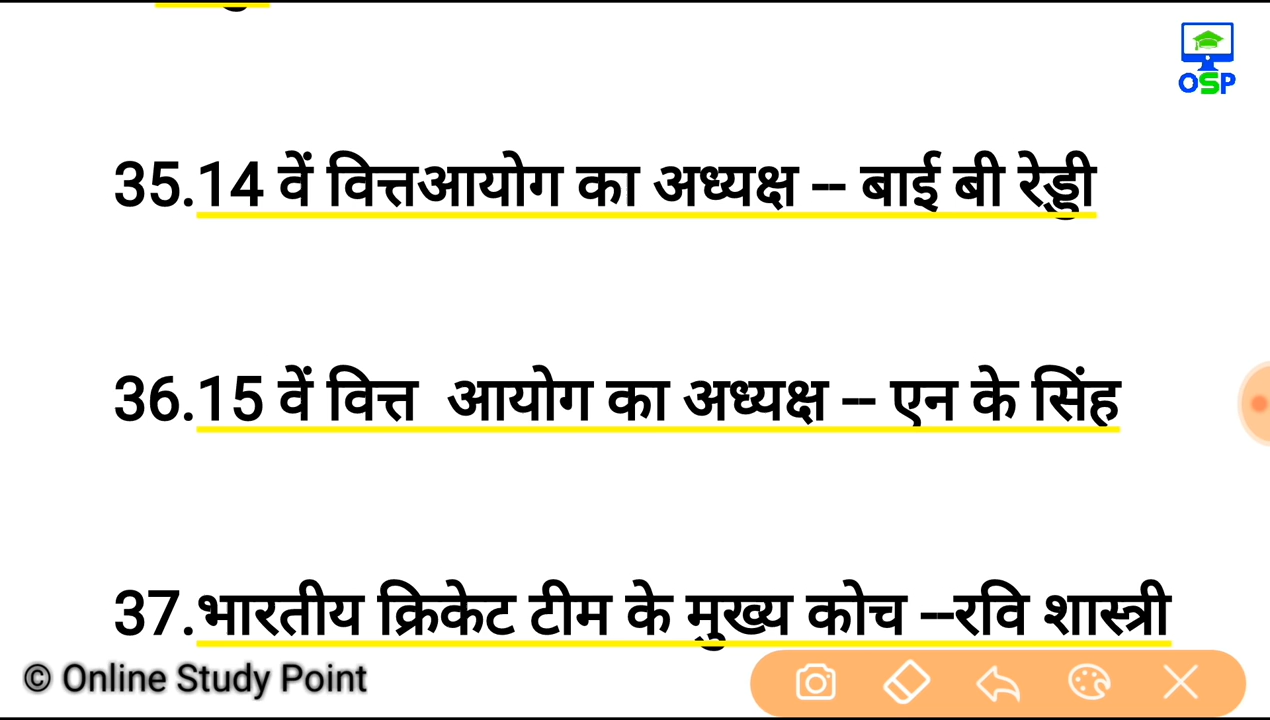 OSP
35.14 वें वित्तआयोग का अध्यक्ष -- बाई बी रेड्डी
36.15 वें वित्त  आयोग का अध्यक्ष -- एन के सिंह
37.भारतीय क्रिकेट टीम के मुख्य कोच --रवि शास्त्री
© Online Study Point